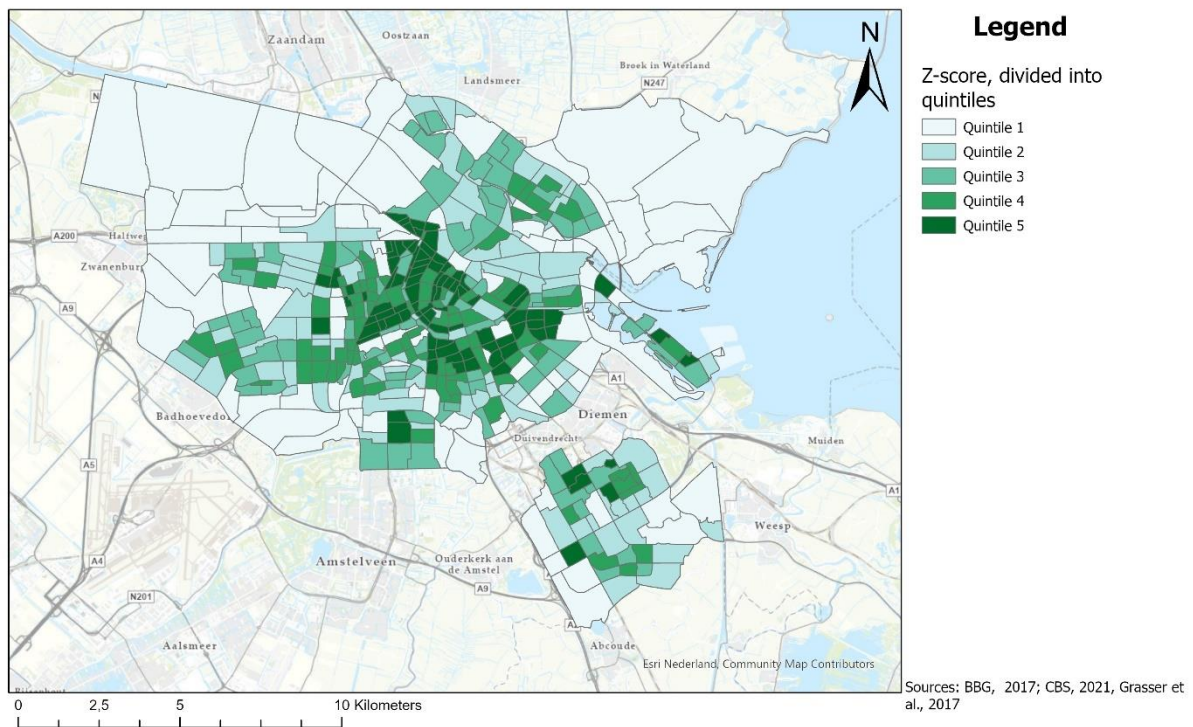 Zaandam
Oostzaan
Broek in Waterland
Landsmeer
N247
N
A200
Halfweg
Zwanenburg
A9
Badhoevedor
A5
A4
A1
Diemen
Duivendrecht
Muiden
A1
Weesp
Ouderkerk aan
de Amstel
Amstelveen
A9
N201
Aalsmeer
Abcoude
Esri Nederland, Community Map Contributors
0 2,5 5 10 Kilometers
N
Legend
Z-score, divided into
quintiles
Quintile 1
Quintile 2
Quintile 3
Quintile 4
Quintile 5
Sources: BBG, 2017; CBS, 2021, Grasser et
al., 2017